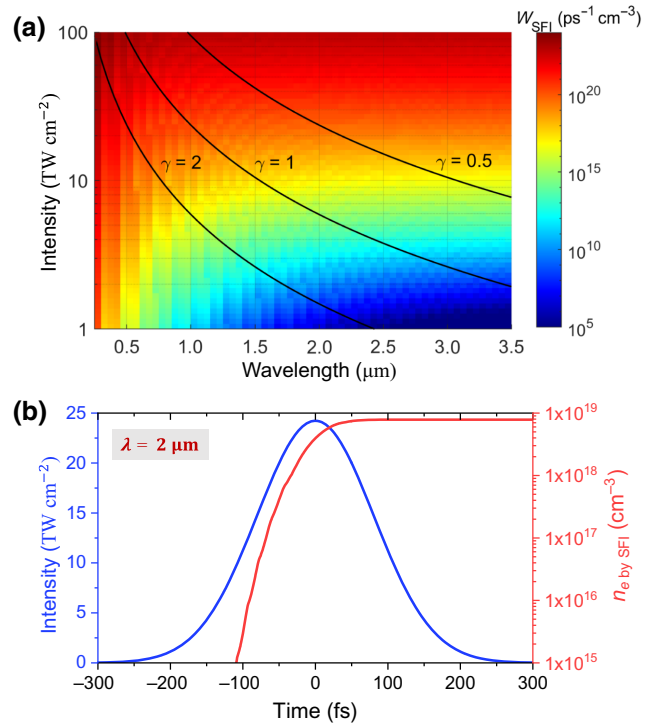 (a)
W_SFI (ps⁻¹ cm⁻³)
100
10
1
Intensity (TW cm⁻²)
γ = 2
γ = 1
γ = 0.5
10²⁰
10¹⁵
10¹⁰
10⁵
0.5 1.0 1.5 2.0 2.5 3.0 3.5
Wavelength (μm)
(b)
λ = 2 μm
25
20
15
10
5
0
Intensity (TW cm⁻²)
1x10¹⁹
1x10¹⁸
1x10¹⁷
1x10¹⁶
1x10¹⁵
n_e by SFI (cm⁻³)
−300 −200 −100 0 100 200 300
Time (fs)